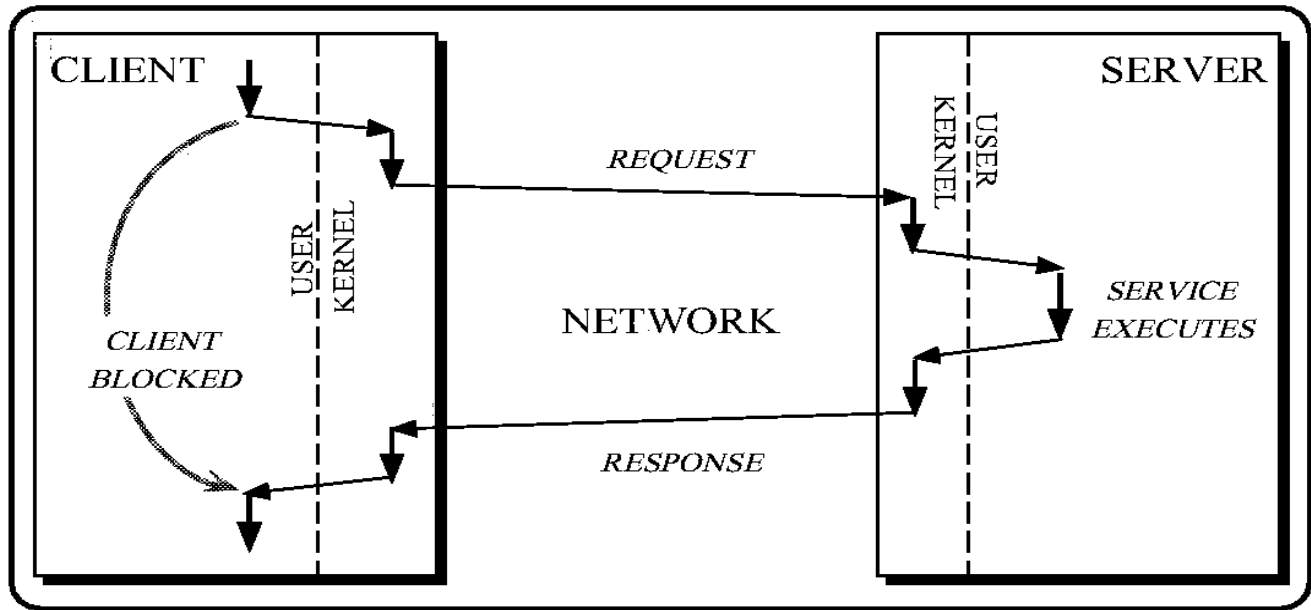 CLIENT
SERVER
USER
KERNEL
REQUEST
KERNEL
USER
NETWORK
SERVICE
EXECUTES
CLIENT
BLOCKED
RESPONSE